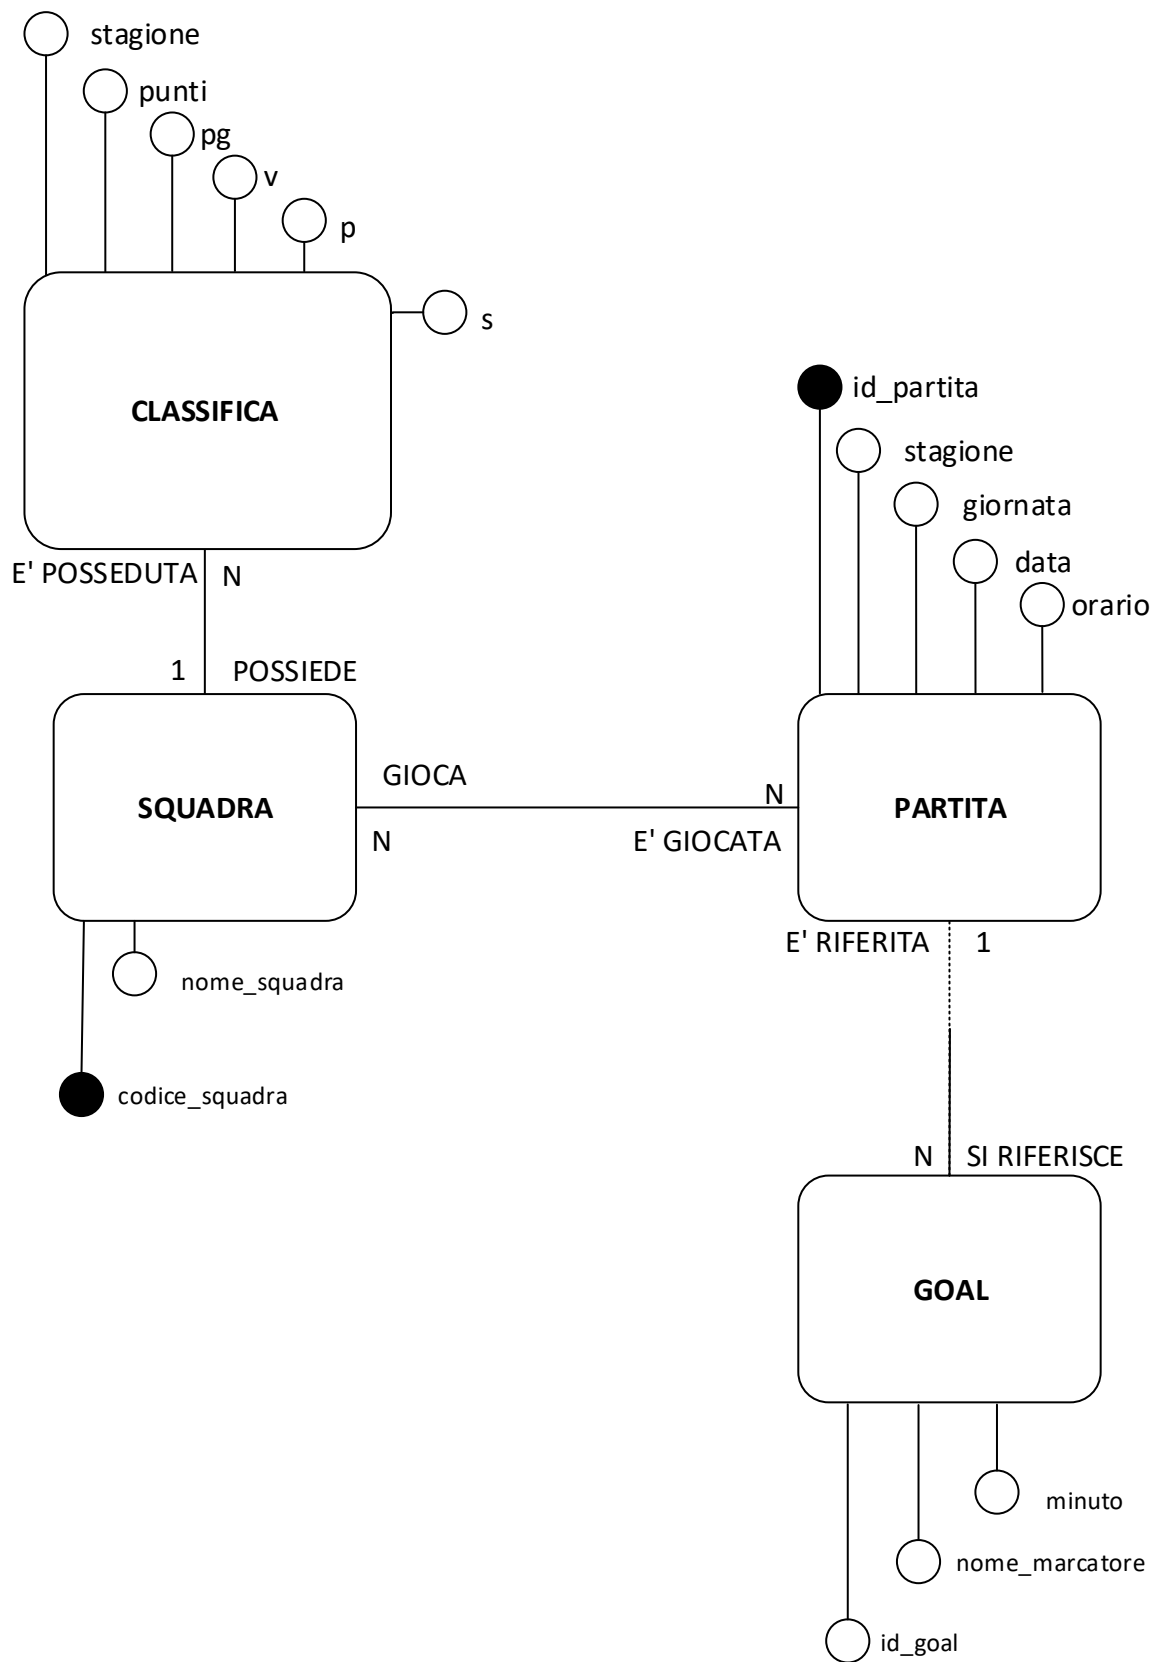 stagione
punti
pg
v
p
s
CLASSIFICA
id_partita
stagione
giornata
data
orario
E' POSSEDUTA
N
1
POSSIEDE
SQUADRA
GIOCA
N
N
E' GIOCATA
PARTITA
E' RIFERITA
1
nome_squadra
codice_squadra
N
SI RIFERISCE
GOAL
minuto
nome_marcatore
id_goal